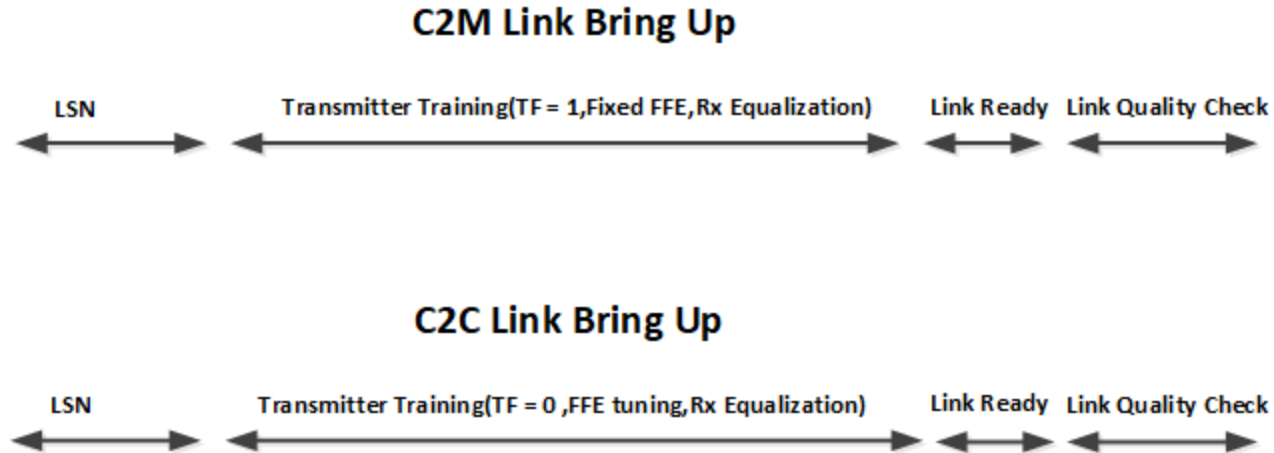 C2M Link Bring Up
LSN Transmitter Training(TF = 1,Fixed FFE,Rx Equalization) Link Ready Link Quality Check
C2C Link Bring Up
LSN Transmitter Training(TF = 0 ,FFE tuning,Rx Equalization) Link Ready Link Quality Check